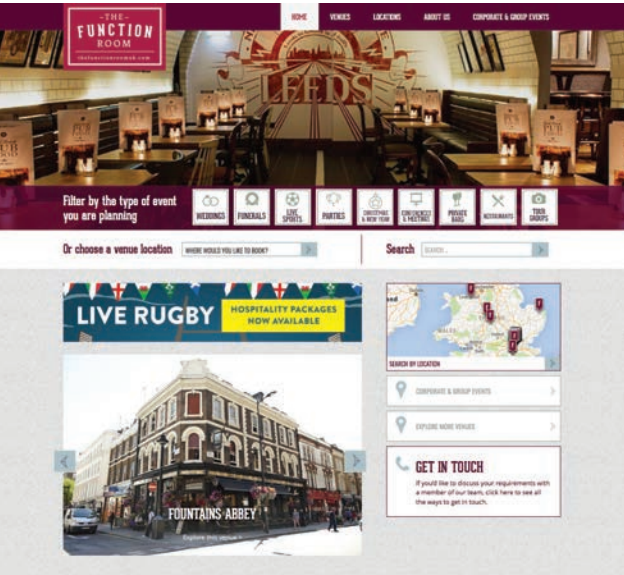 -THE-
FUNCTION
ROOM
thefunctionroomuk.com
HOME
VENUES
LOCATIONS
ABOUT US
CORPORATE & GROUP EVENTS
LEEDS
Filter by the type of event
you are planning
WEDDINGS
FUNERALS
LIVE
SPORTS
PARTIES
CHRISTMAS
& NEW YEAR
CONFERENCES
& MEETINGS
PRIVATE
BARS
RESTAURANTS
TOUR
GROUPS
Or choose a venue location
WHERE WOULD YOU LIKE TO BOOK?
Search
SEARCH...
LIVE RUGBY
HOSPITALITY PACKAGES
NOW AVAILABLE
WALES
SEARCH BY LOCATION
CORPORATE & GROUP EVENTS
EXPLORE MORE VENUES
FOUNTAINS ABBEY
Explore this venue >
GET IN TOUCH
If you'd like to discuss your requirements with
a member of our team, click here to see all
the ways to get in touch.